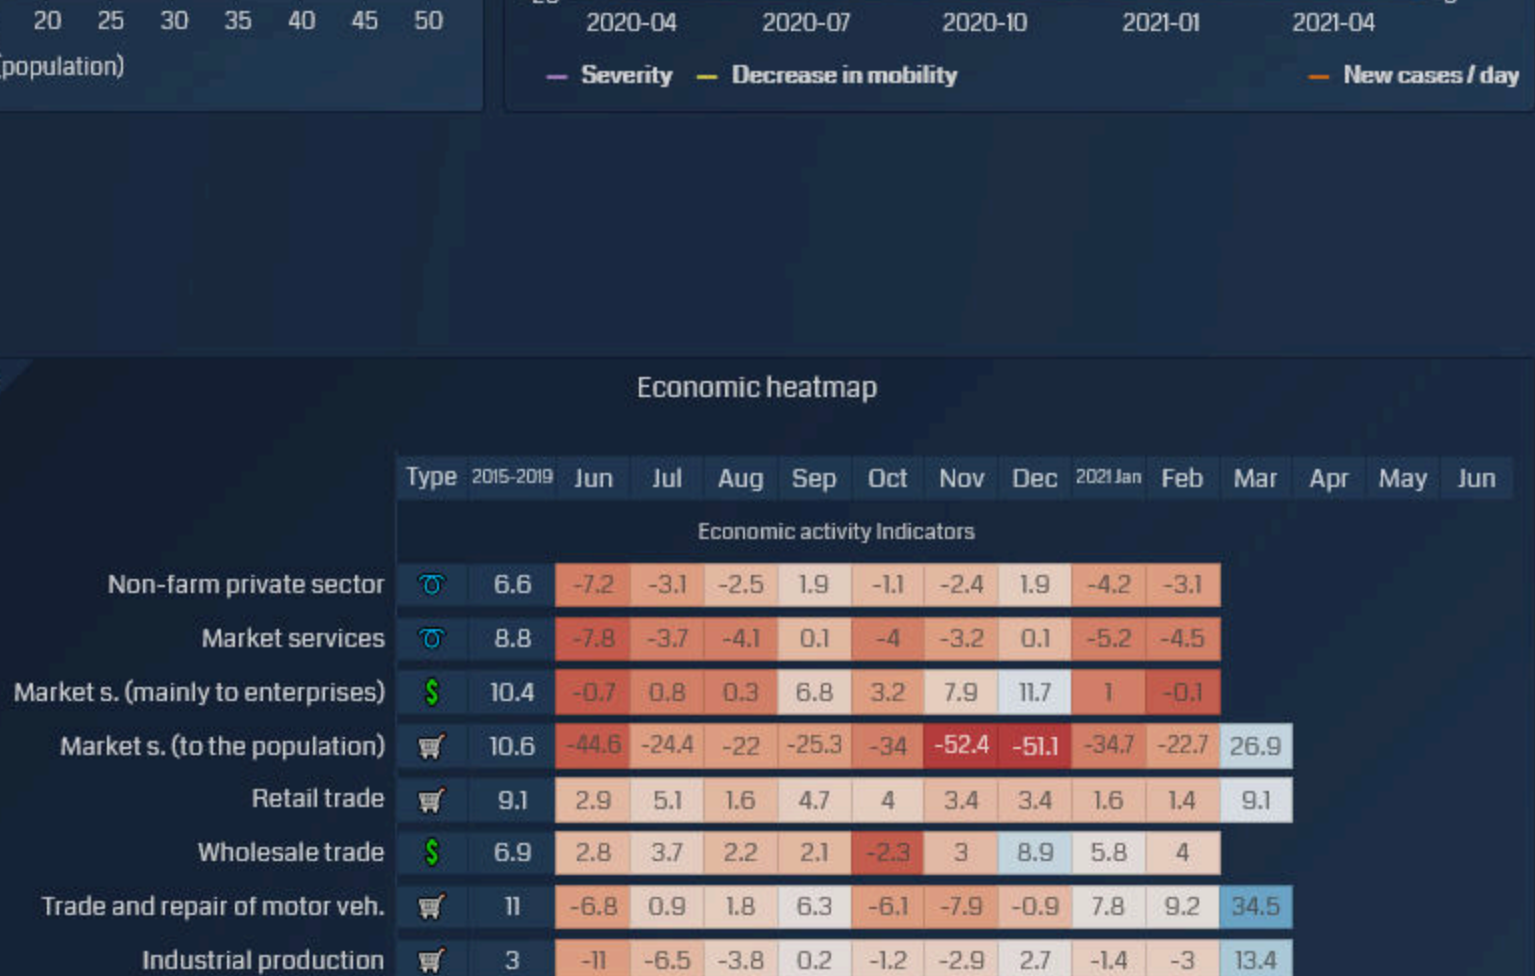 20 25 30 35 40 45 50
(population)
2020-04 2020-07 2020-10 2021-01 2021-04
Severity Decrease in mobility New cases / day
Economic heatmap
Type 2015-2019 Jun Jul Aug Sep Oct Nov Dec 2021 Jan Feb Mar Apr May Jun
Economic activity Indicators
Non-farm private sector 6.6 -7.2 -3.1 -2.5 1.9 -1.1 -2.4 1.9 -4.2 -3.1
Market services 8.8 -7.8 -3.7 -4.1 0.1 -4 -3.2 0.1 -5.2 -4.5
Market s. (mainly to enterprises) $ 10.4 -0.7 0.8 0.3 6.8 3.2 7.9 11.7 1 -0.1
Market s. (to the population) 10.6 -44.6 -24.4 -22 -25.3 -34 -52.4 -51.1 -34.7 -22.7 26.9
Retail trade 9.1 2.9 5.1 1.6 4.7 4 3.4 3.4 1.6 1.4 9.1
Wholesale trade $ 6.9 2.8 3.7 2.2 2.1 -2.3 3 8.9 5.8 4
Trade and repair of motor veh. 11 -6.8 0.9 1.8 6.3 -6.1 -7.9 -0.9 7.8 9.2 34.5
Industrial production 3 -11 -6.5 -3.8 0.2 -1.2 -2.9 2.7 -1.4 -3 13.4